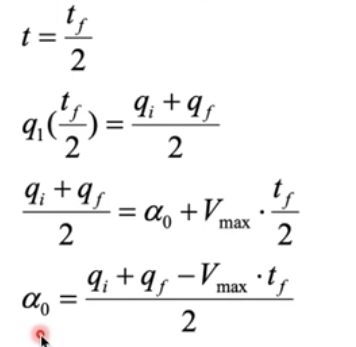 t = t_f / 2
q_1(t_f / 2) = (q_i + q_f) / 2
(q_i + q_f) / 2 = α_0 + V_max · t_f / 2
α_0 = (q_i + q_f − V_max · t_f) / 2